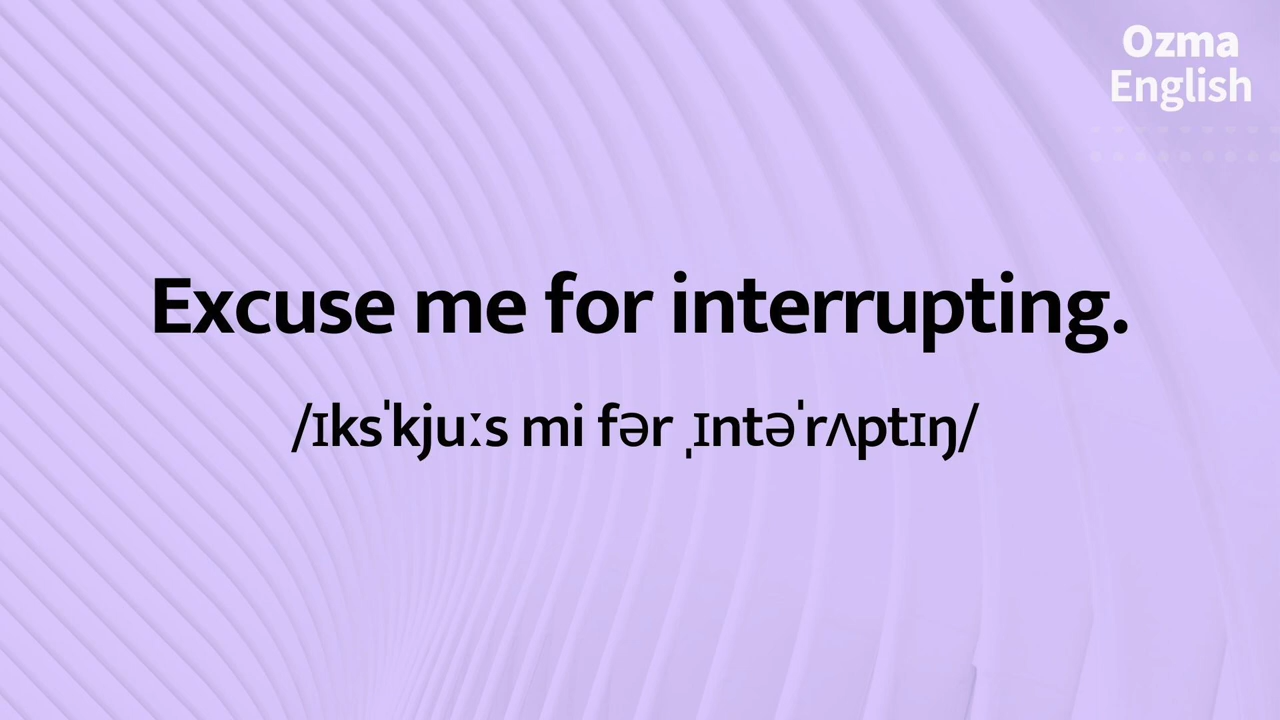 Ozma
English
Excuse me for interrupting.
/ɪksˈkjuːs mi fər ˌɪntəˈrʌptɪŋ/